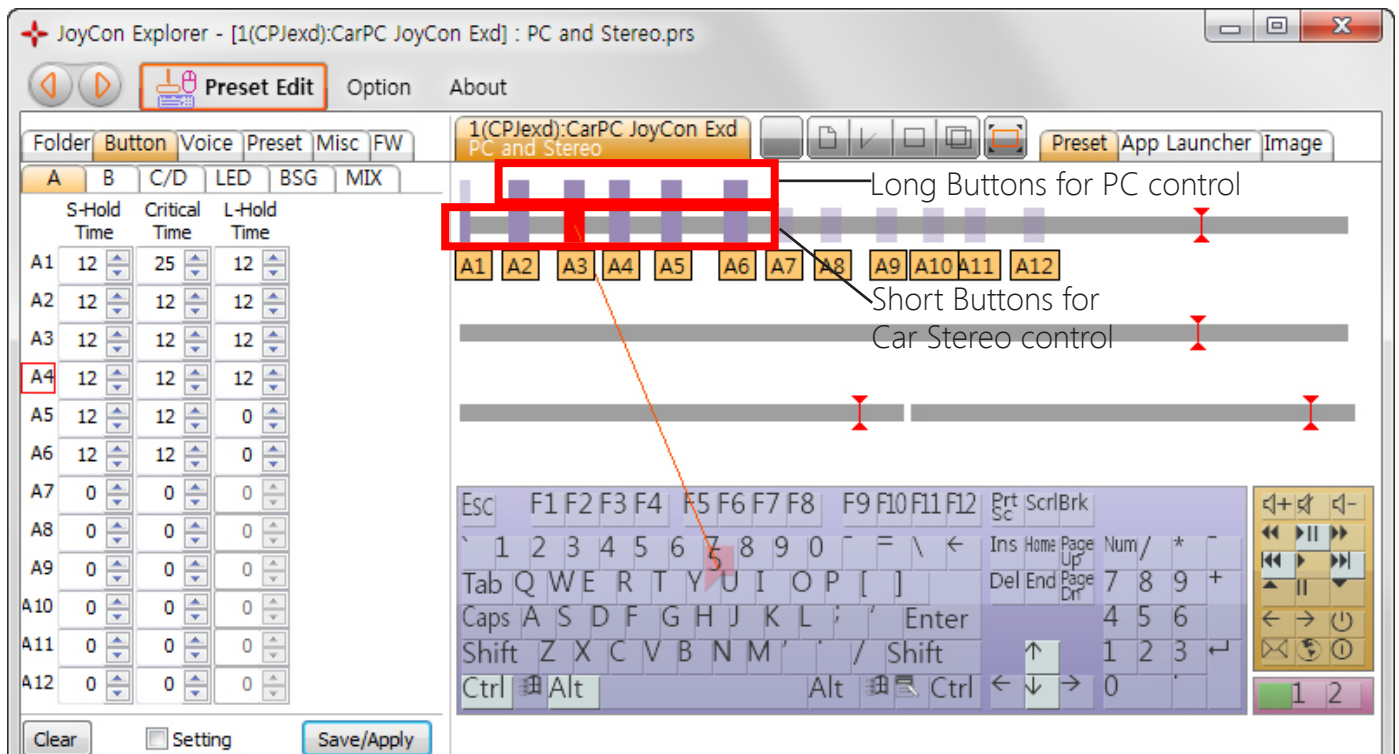 JoyCon Explorer - [1(CPJexd):CarPC JoyCon Exd] : PC and Stereo.prs
Preset Edit Option About
Folder Button Voice Preset Misc FW
A B C/D LED BSG MIX
S-Hold Time Critical Time L-Hold Time
A1 12 25 12
A2 12 12 12
A3 12 12 12
A4 12 12 12
A5 12 12 0
A6 12 12 0
A7 0 0 0
A8 0 0 0
A9 0 0 0
A10 0 0 0
A11 0 0 0
A12 0 0 0
Clear Setting Save/Apply
1(CPJexd):CarPC JoyCon Exd
PC and Stereo
Preset App Launcher Image
Long Buttons for PC control
A1 A2 A3 A4 A5 A6 A7 A8 A9 A10 A11 A12
Short Buttons for
Car Stereo control
Esc F1 F2 F3 F4 F5 F6 F7 F8 F9 F10 F11 F12 Prt Sc Scrl Brk
` 1 2 3 4 5 6 7 8 9 0 - = \ ← Ins Home Page Up Num / * -
5
Tab Q W E R T Y U I O P [ ] Del End Page Dn 7 8 9 +
Caps A S D F G H J K L ; ' Enter 4 5 6
Shift Z X C V B N M ' ' / Shift ↑ 1 2 3 ↵
Ctrl Alt Alt Ctrl ← ↓ → 0 .
+ -
← →
1 2